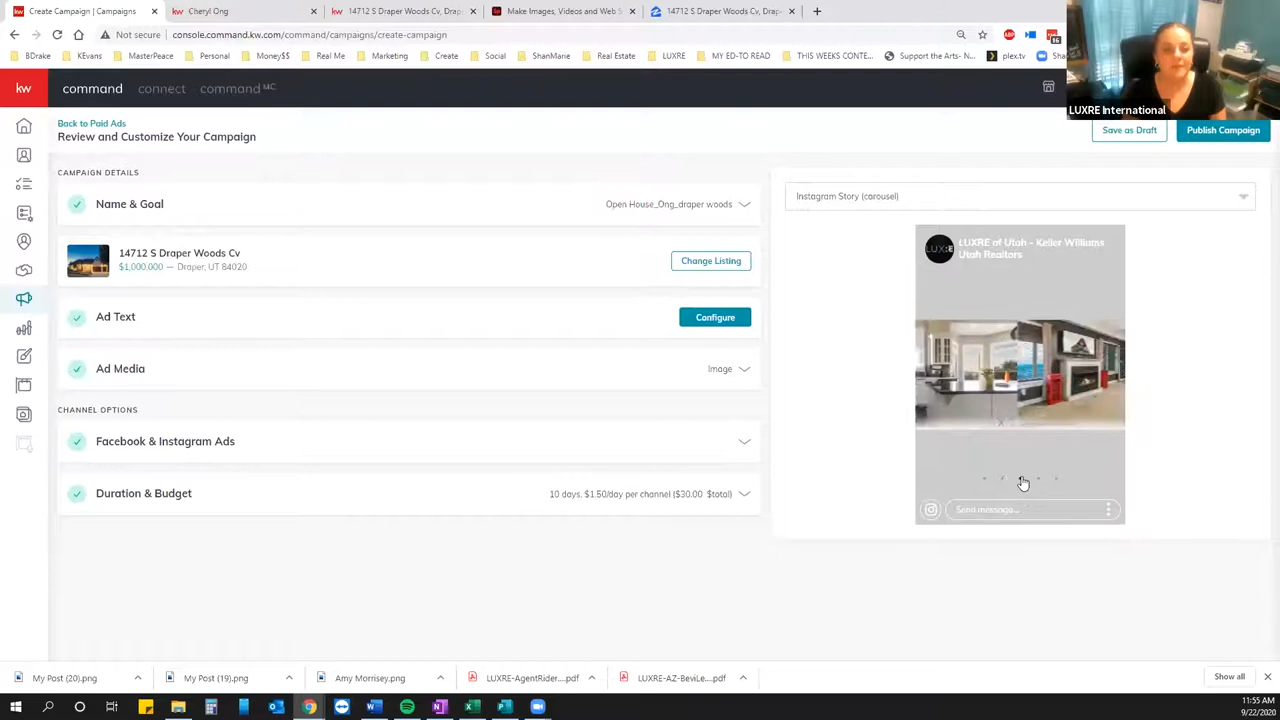 Create Campaign | Campaigns
Cheryl Ong
14712 S Draper Woods Cv, Drap
Make Images, Videos and Web S
14712 S Draper Woods Cv, Drap
Not secure
console.command.kw.com/command/campaigns/create-campaign
BDrake
KEvans
MasterPeace
Personal
Money$$
Real Me
Marketing
Create
Social
ShanMarie
Real Estate
LUXRE
MY ED-TO READ
THIS WEEKS CONTE...
Support the Arts- N...
plex.tv
LUXRE International
kw
command
connect
command MC
Back to Paid Ads
Review and Customize Your Campaign
Save as Draft
Publish Campaign
CAMPAIGN DETAILS
Name & Goal
Open House_Ong_draper woods
14712 S Draper Woods Cv
$1,000,000 — Draper, UT 84020
Change Listing
Ad Text
Configure
Ad Media
Image
CHANNEL OPTIONS
Facebook & Instagram Ads
Duration & Budget
10 days, $1.50/day per channel ($30.00 $total)
Instagram Story (carousel)
LUXRE
LUXRE of Utah - Keller Williams
Utah Realtors
Send message...
My Post (20).png
My Post (19).png
Amy Morrisey.png
LUXRE-AgentRider....pdf
LUXRE-AZ-BeviLe....pdf
Show all
11:55 AM
9/22/2020